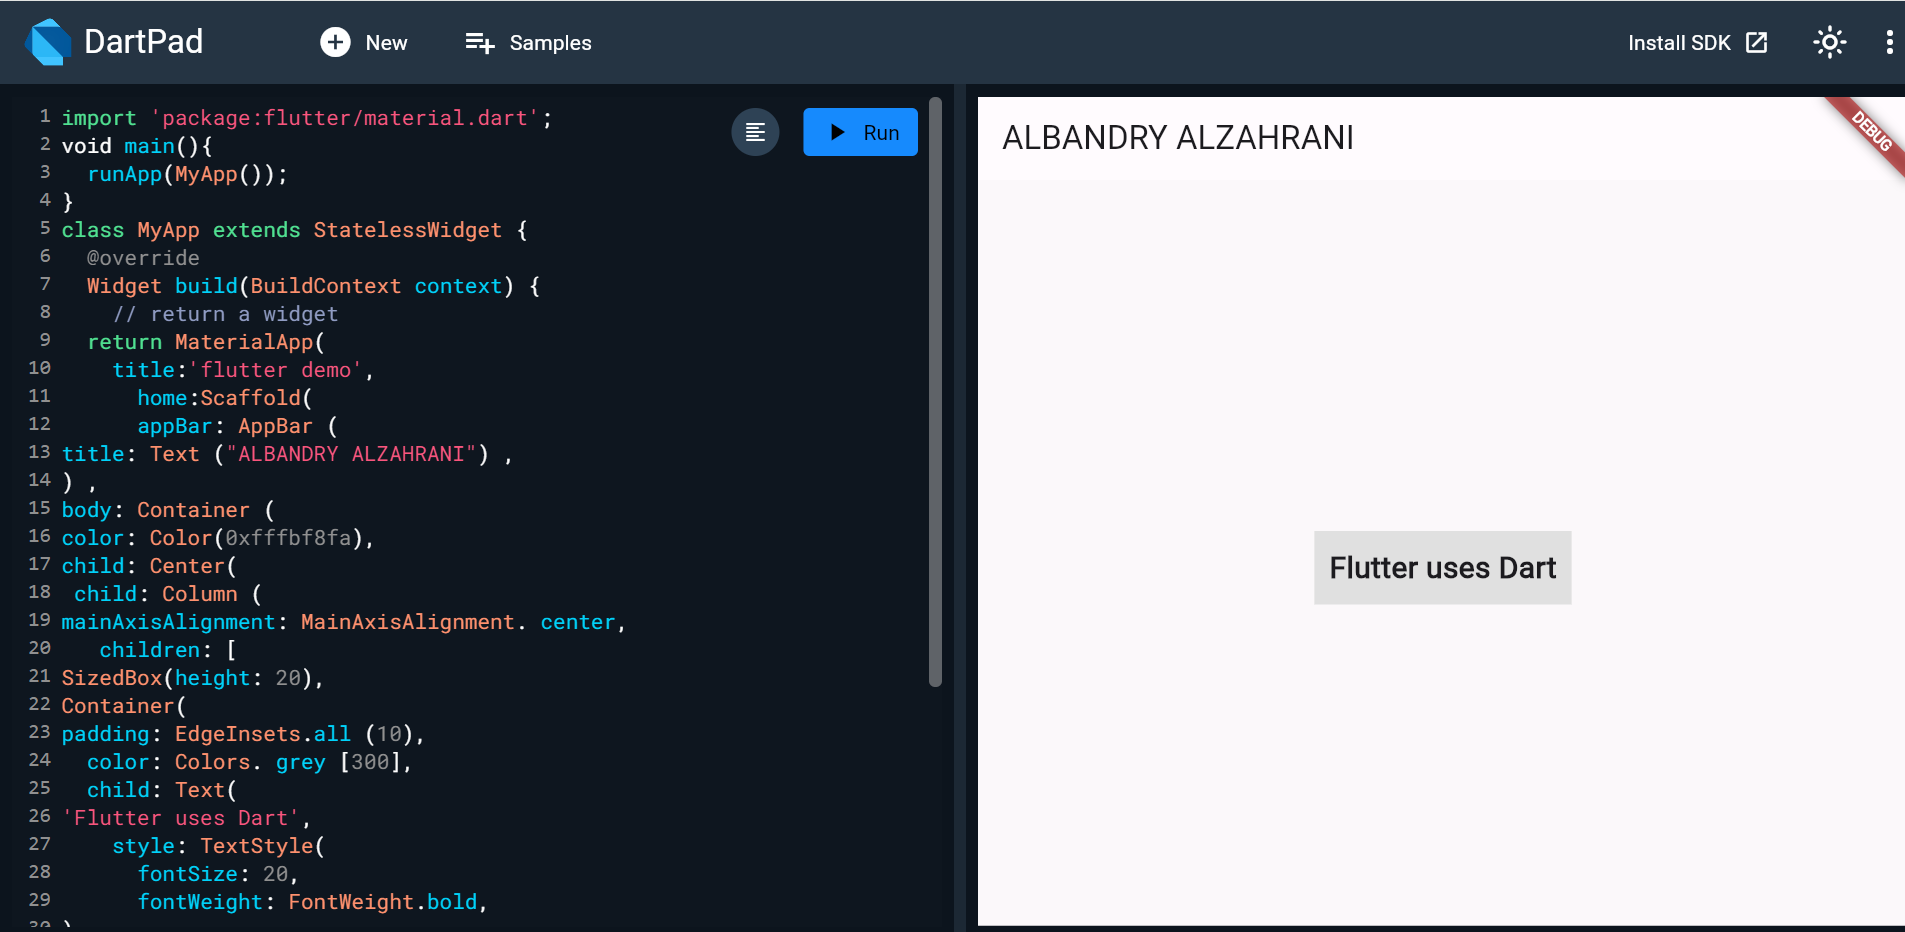 DartPad
New
Samples
Install SDK
1 import 'package:flutter/material.dart';
2 void main(){
3 runApp(MyApp());
4 }
5 class MyApp extends StatelessWidget {
6 @override
7 Widget build(BuildContext context) {
8 // return a widget
9 return MaterialApp(
10 title:'flutter demo',
11 home:Scaffold(
12 appBar: AppBar (
13 title: Text ("ALBANDRY ALZAHRANI") ,
14 ) ,
15 body: Container (
16 color: Color(0xfffbf8fa),
17 child: Center(
18 child: Column (
19 mainAxisAlignment: MainAxisAlignment. center,
20 children: [
21 SizedBox(height: 20),
22 Container(
23 padding: EdgeInsets.all (10),
24 color: Colors. grey [300],
25 child: Text(
26 'Flutter uses Dart',
27 style: TextStyle(
28 fontSize: 20,
29 fontWeight: FontWeight.bold,
30 )
Run
ALBANDRY ALZAHRANI
DEBUG
Flutter uses Dart